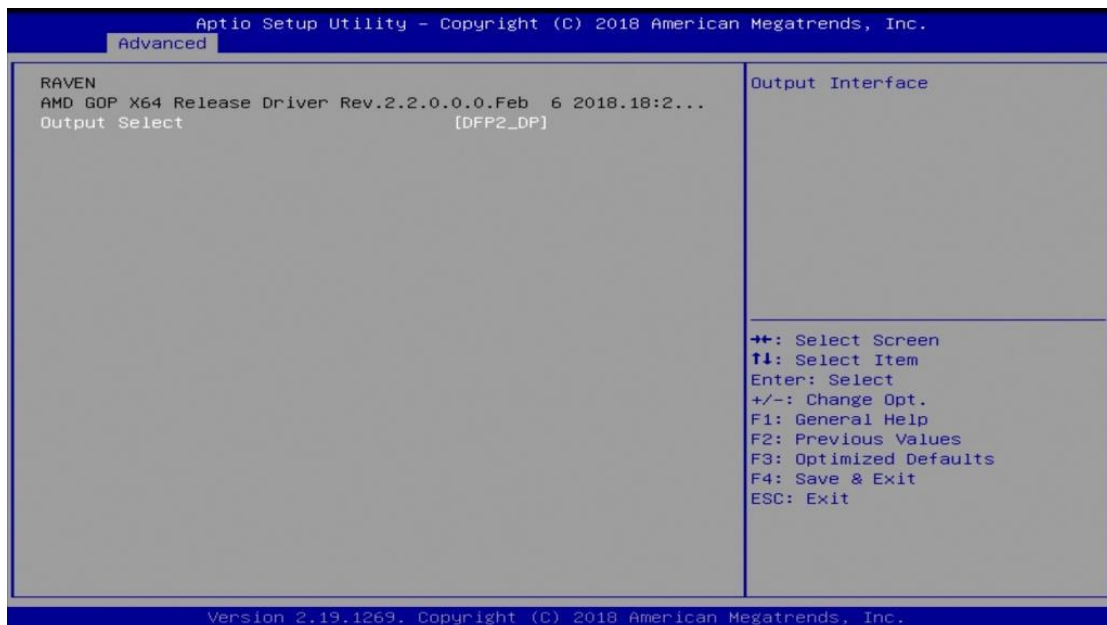 Aptio Setup Utility – Copyright (C) 2018 American Megatrends, Inc.
Advanced
RAVEN
AMD GOP X64 Release Driver Rev.2.2.0.0.0.Feb  6 2018.18:2...
Output Select [DFP2_DP]
Output Interface
→←: Select Screen
↑↓: Select Item
Enter: Select
+/-: Change Opt.
F1: General Help
F2: Previous Values
F3: Optimized Defaults
F4: Save & Exit
ESC: Exit
Version 2.19.1269. Copyright (C) 2018 American Megatrends, Inc.